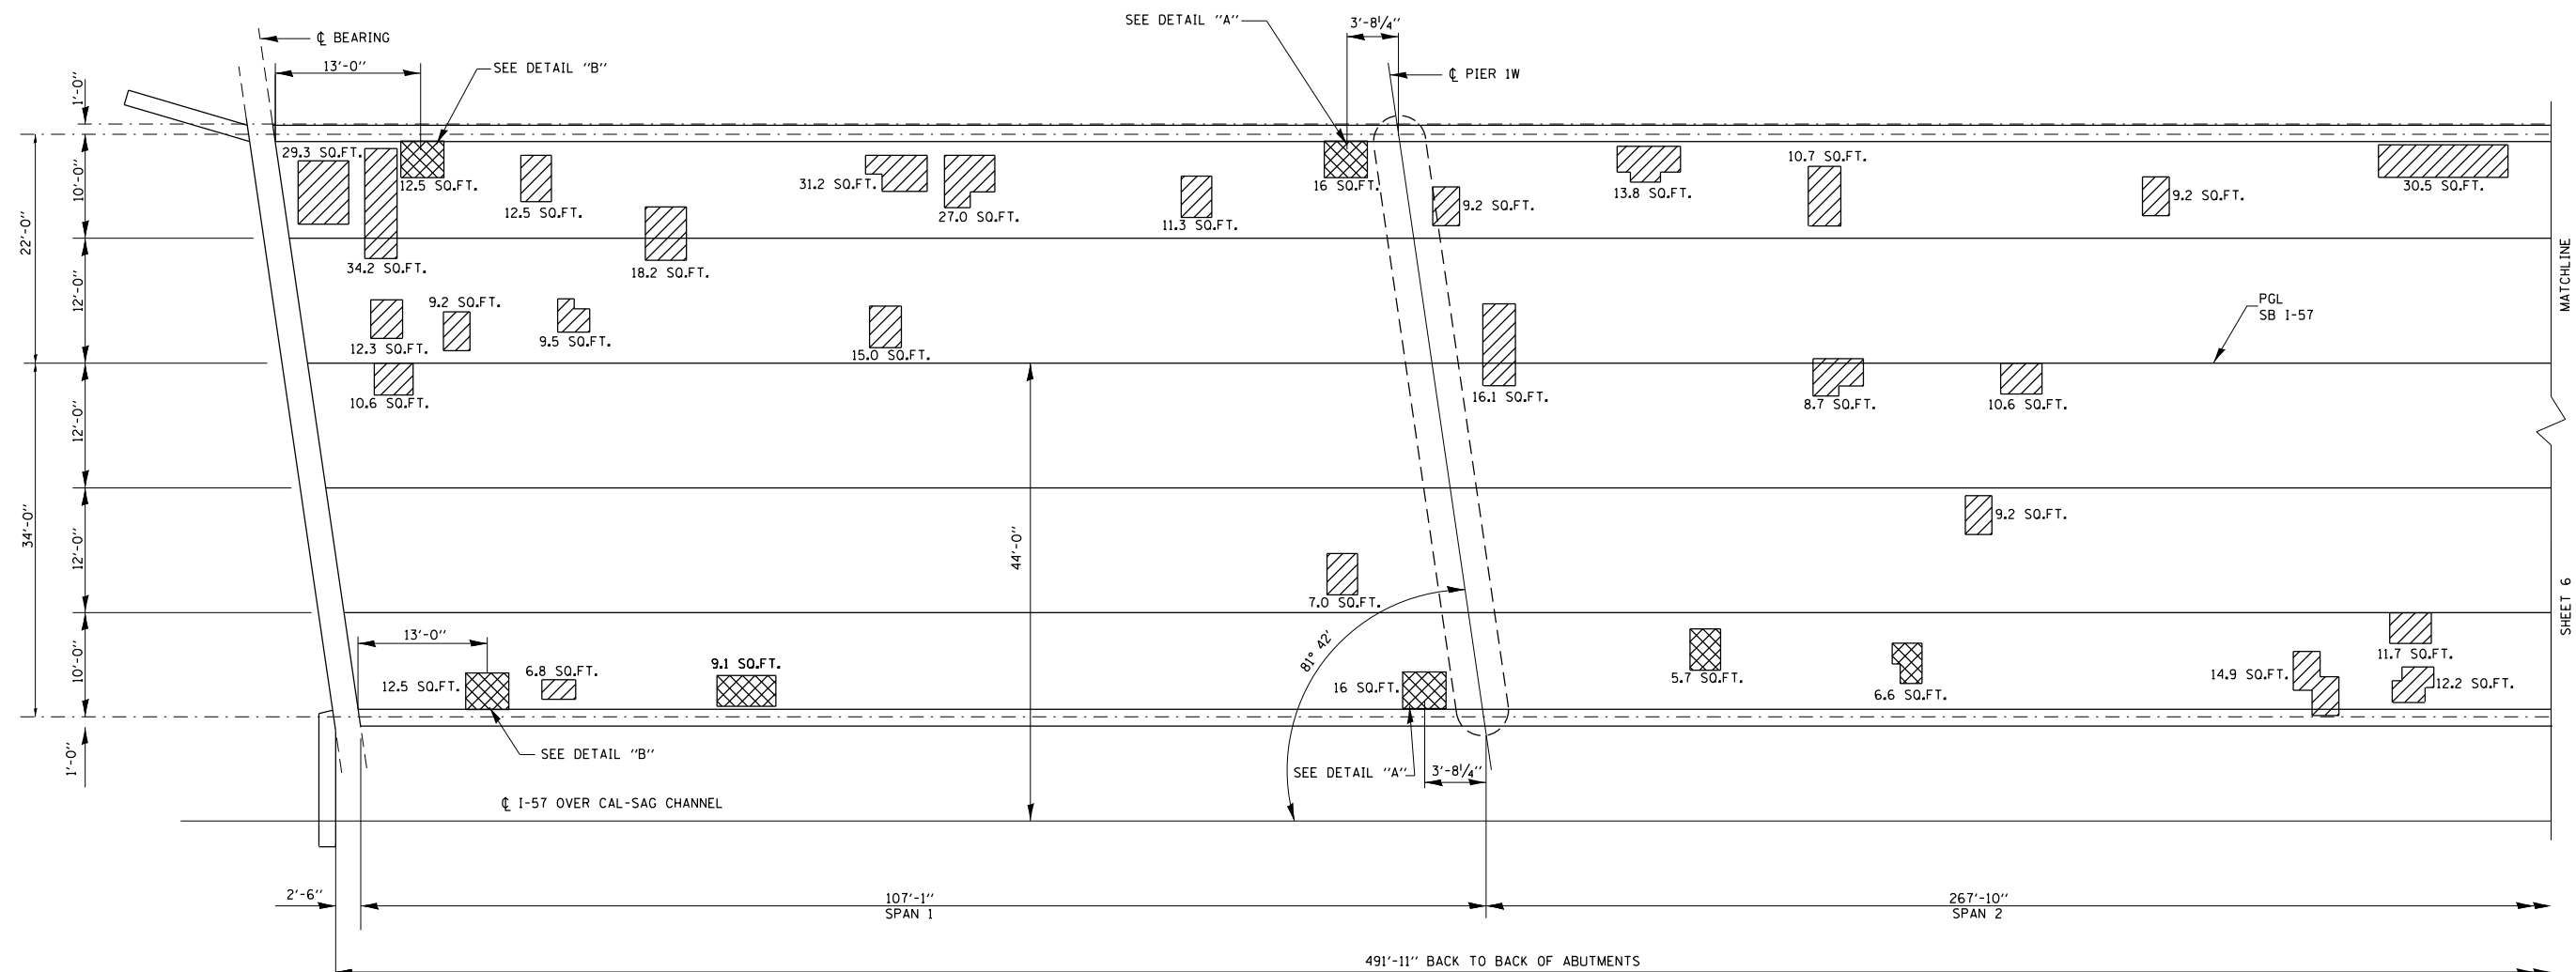 SEE DETAIL "A"
3'-8¼"
℄ BEARING
13'-0"
SEE DETAIL "B"
℄ PIER 1W
1'-0"
29.3 SQ.FT.
12.5 SQ.FT.
12.5 SQ.FT.
31.2 SQ.FT.
27.0 SQ.FT.
11.3 SQ.FT.
16 SQ.FT.
9.2 SQ.FT.
13.8 SQ.FT.
10.7 SQ.FT.
9.2 SQ.FT.
30.5 SQ.FT.
10'-0"
22'-0"
34.2 SQ.FT.
18.2 SQ.FT.
12'-0"
MATCHLINE
12.3 SQ.FT.
9.2 SQ.FT.
9.5 SQ.FT.
15.0 SQ.FT.
PGL
SB I-57
10.6 SQ.FT.
16.1 SQ.FT.
8.7 SQ.FT.
10.6 SQ.FT.
12'-0"
34'-0"
44'-0"
9.2 SQ.FT.
12'-0"
7.0 SQ.FT.
SHEET 6
13'-0"
81° 42'
10'-0"
12.5 SQ.FT.
6.8 SQ.FT.
9.1 SQ.FT.
16 SQ.FT.
5.7 SQ.FT.
6.6 SQ.FT.
14.9 SQ.FT.
11.7 SQ.FT.
12.2 SQ.FT.
1'-0"
SEE DETAIL "B"
SEE DETAIL "A"
3'-8¼"
℄ I-57 OVER CAL-SAG CHANNEL
2'-6"
107'-1"
SPAN 1
267'-10"
SPAN 2
491'-11" BACK TO BACK OF ABUTMENTS